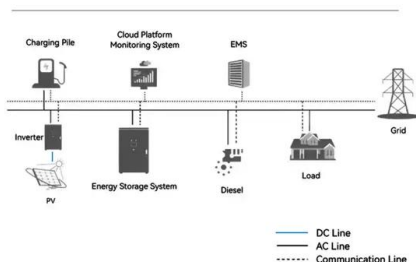 Charging Pile
Cloud Platform
Monitoring System
EMS
Grid
Inverter
PV
Energy Storage System
Diesel
Load
DC Line
AC Line
Communication Line